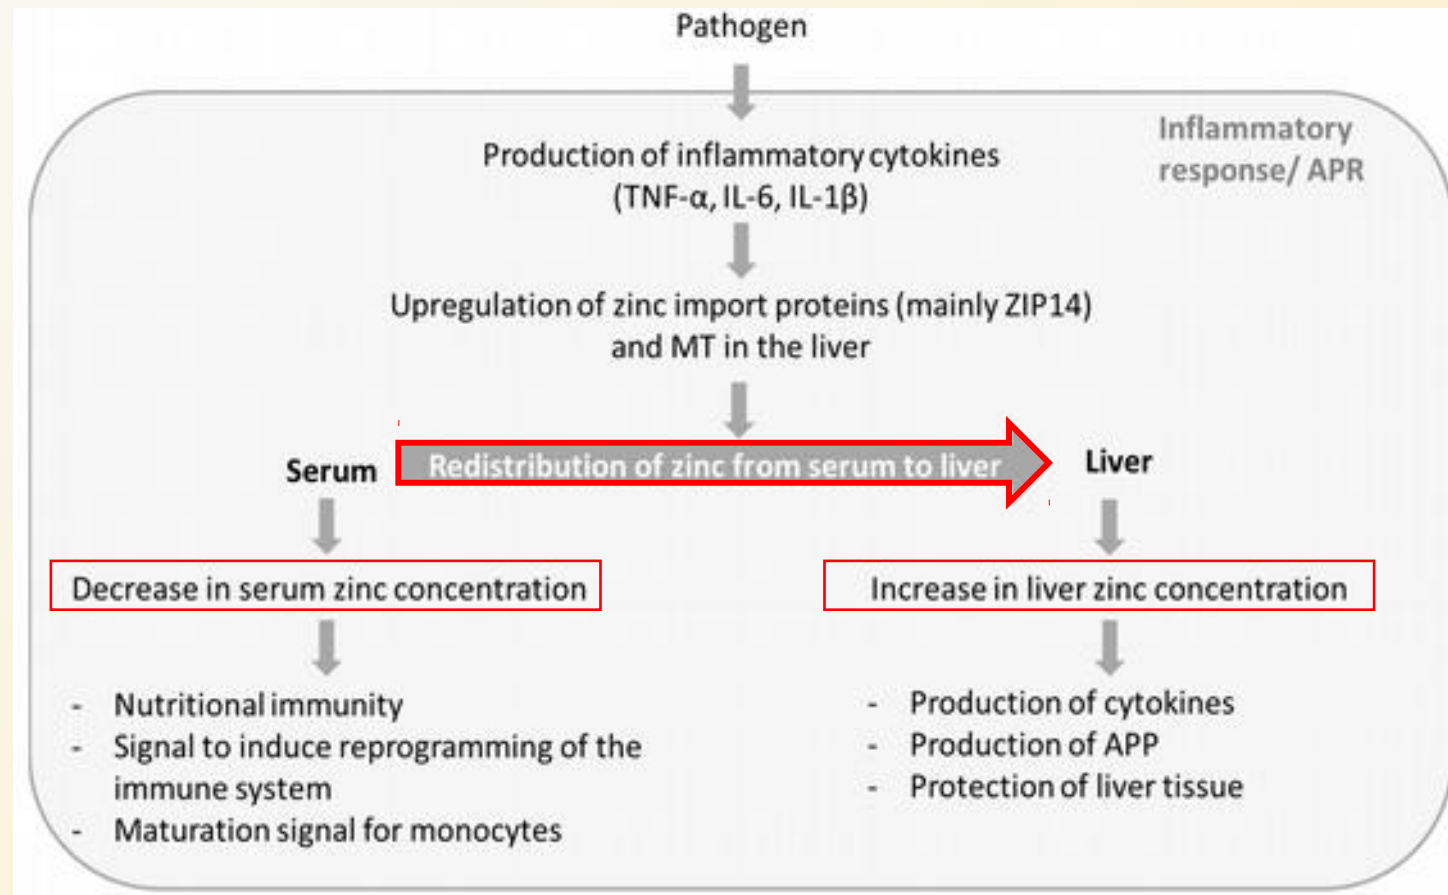 Pathogen
Inflammatory
response/ APR
Production of inflammatory cytokines
(TNF-α, IL-6, IL-1β)
Upregulation of zinc import proteins (mainly ZIP14)
and MT in the liver
Serum
Redistribution of zinc from serum to liver
Liver
Decrease in serum zinc concentration
Increase in liver zinc concentration
- Nutritional immunity
- Signal to induce reprogramming of the
immune system
- Maturation signal for monocytes
- Production of cytokines
- Production of APP
- Protection of liver tissue